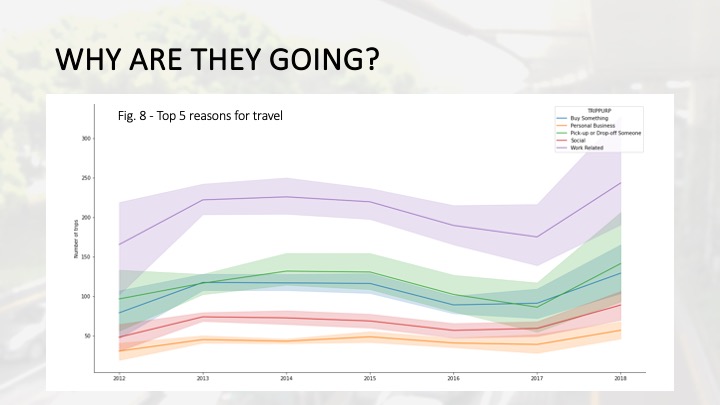 WHY ARE THEY GOING?
Fig. 8 - Top 5 reasons for travel
TRIPPURP
Buy Something
Personal Business
Pick-up or Drop-off Someone
Social
Work Related
Number of trips
300
250
200
150
100
50
2012 2013 2014 2015 2016 2017 2018